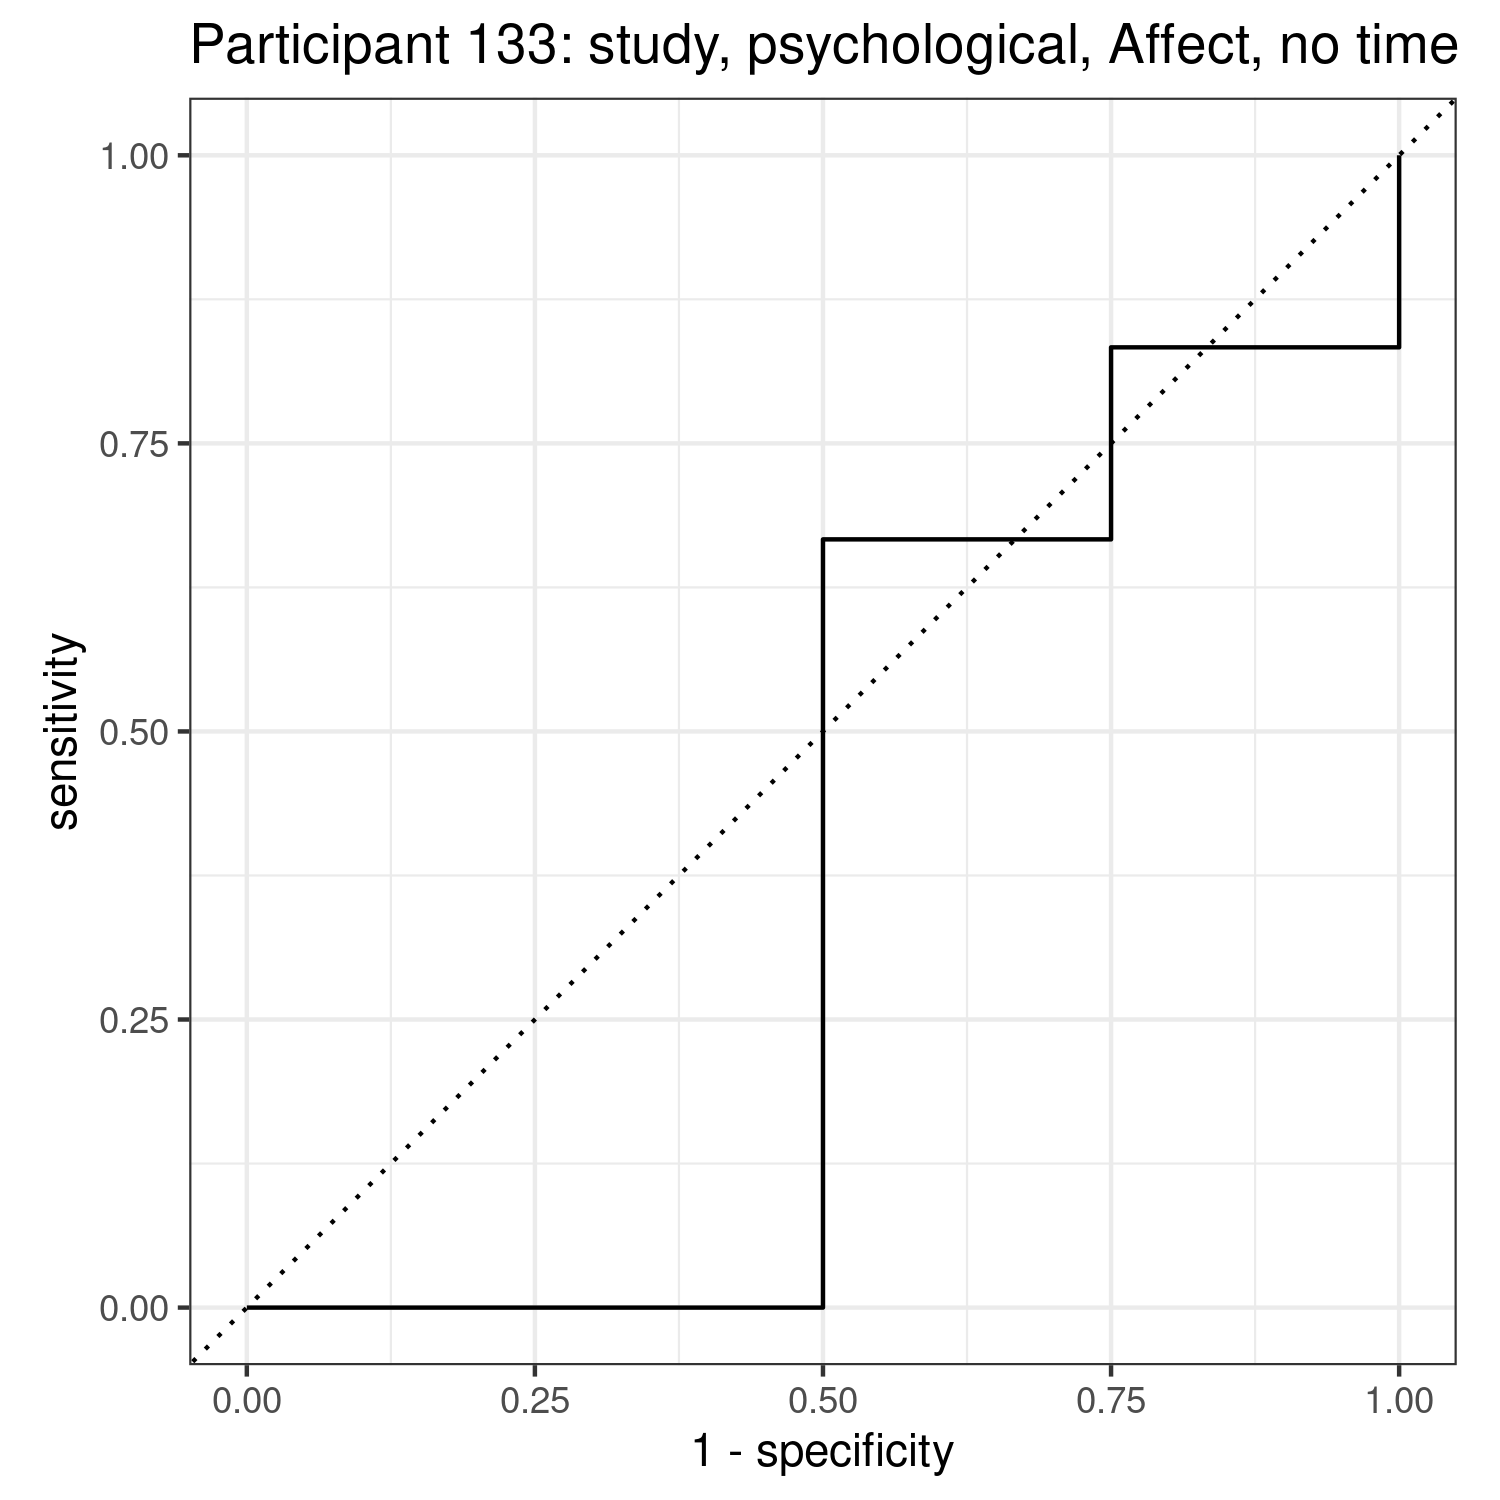 Participant 133: study, psychological, Affect, no time
1.00
0.75
0.50
0.25
0.00
sensitivity
0.00 0.25 0.50 0.75 1.00
1 - specificity